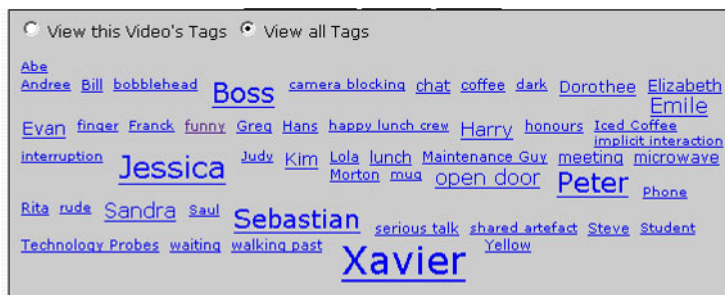 View this Video's Tags View all Tags
Abe
Andree Bill bobblehead Boss camera blocking chat coffee dark Dorothee Elizabeth
Emile
Evan finger Franck funny Greg Hans happy lunch crew Harry honours Iced Coffee
implicit interaction
interruption Jessica Judy Kim Lola lunch Maintenance Guy meeting microwave
Morton mug open door Peter Phone
Rita rude Sandra Saul Sebastian serious talk shared artefact Steve Student
Technology Probes waiting walking past Xavier Yellow